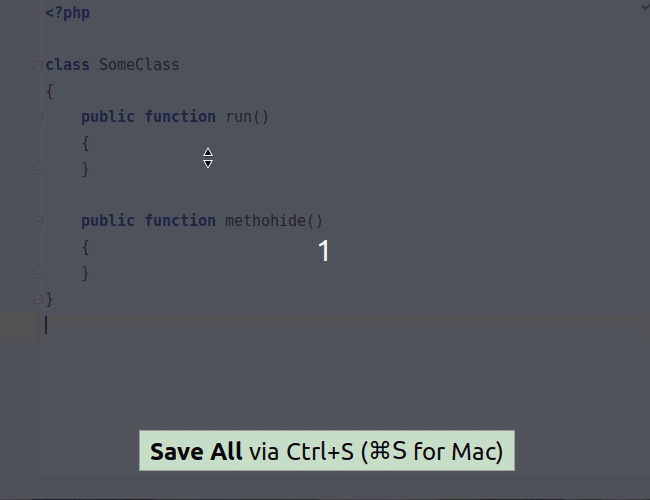 <?php
class SomeClass
{
    public function run()
    {
    }
    public function methohide()
    {
1
    }
}
Save All via Ctrl+S (⌘S for Mac)